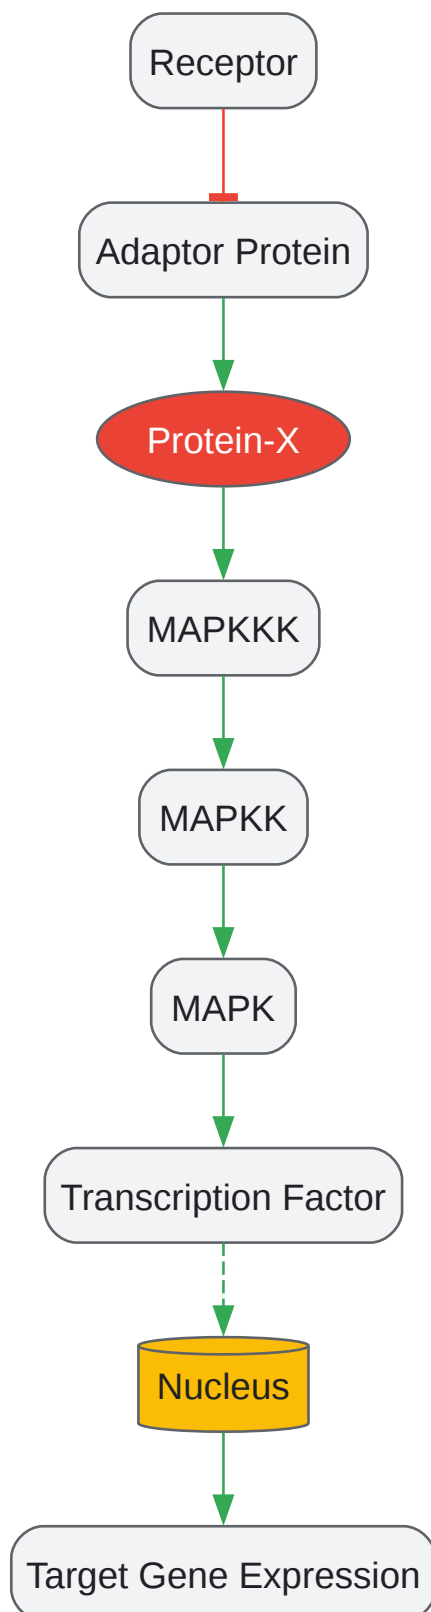 Receptor
Adaptor Protein
Protein-X
MAPKKK
MAPKK
MAPK
Transcription Factor
Nucleus
Target Gene Expression